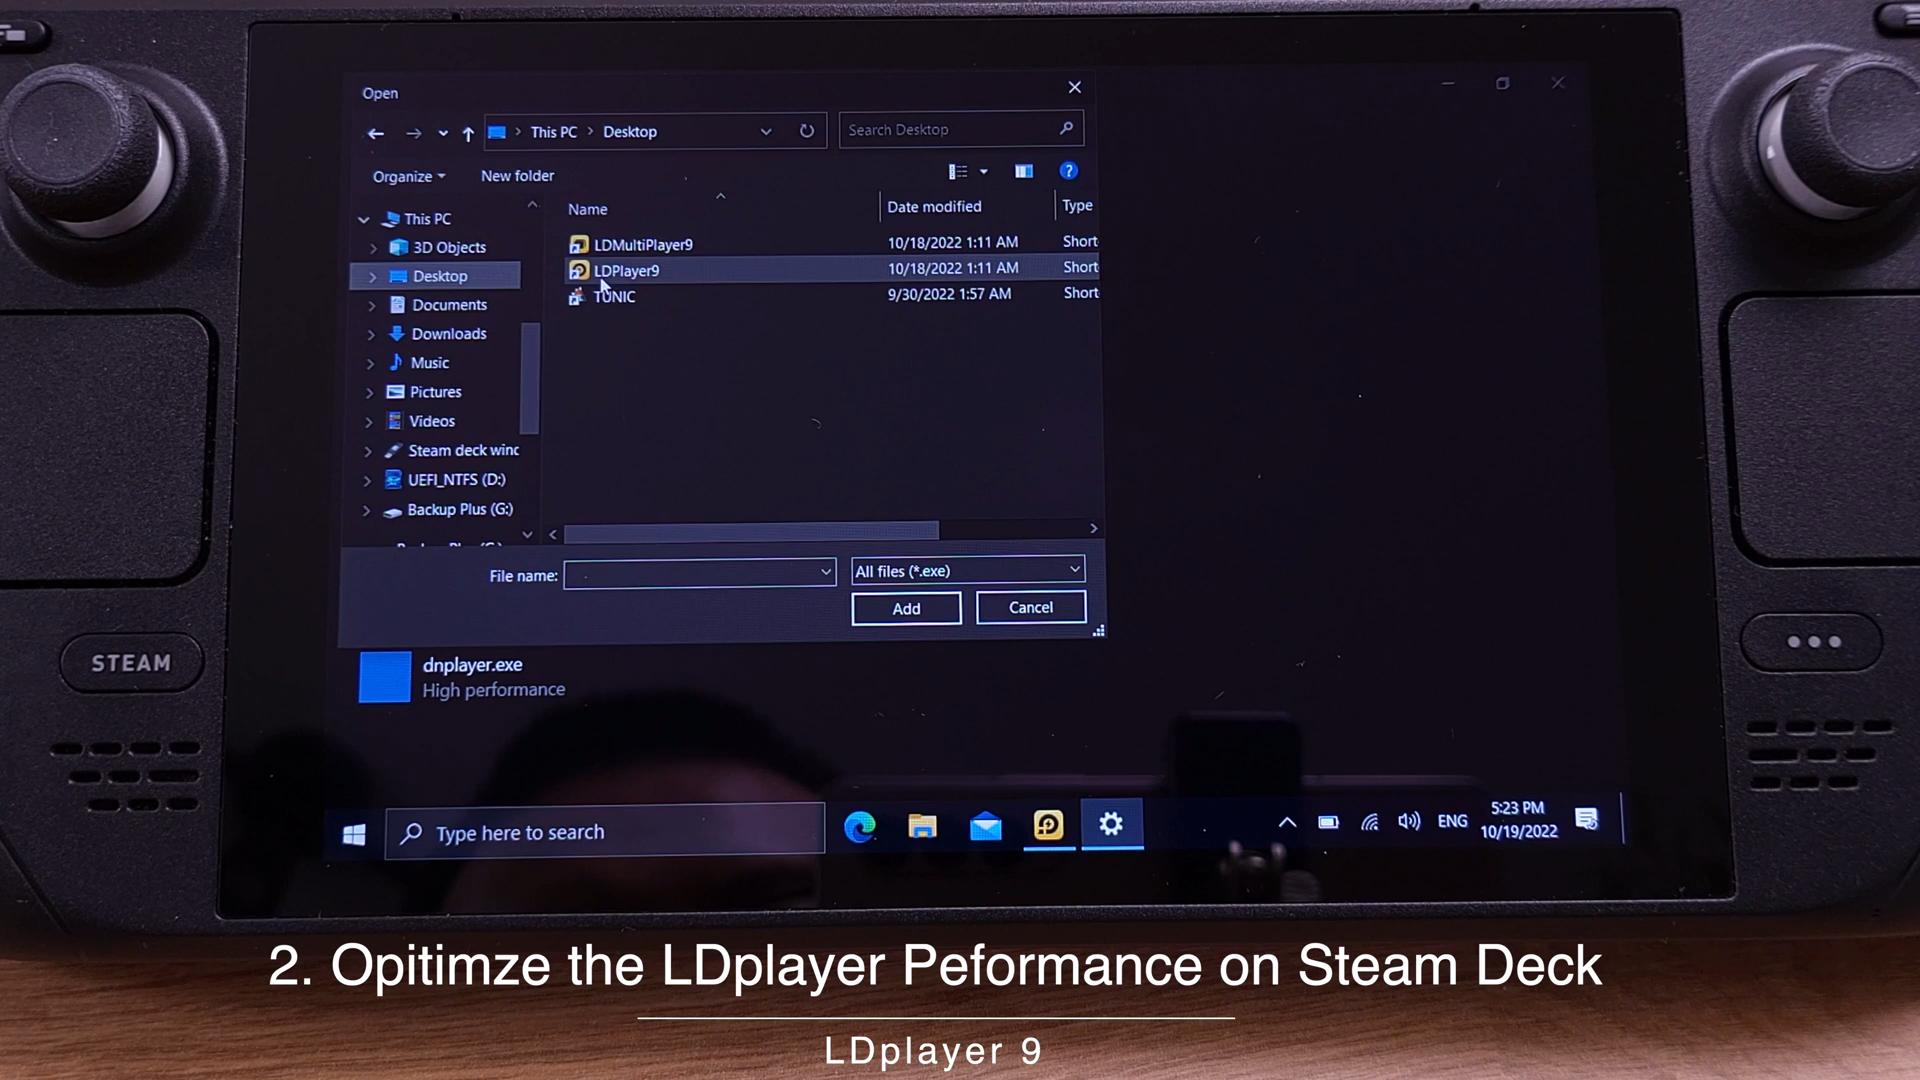 Open
This PC > Desktop
Search Desktop
Organize
New folder
Name
Date modified
Type
This PC
3D Objects
Desktop
Documents
Downloads
Music
Pictures
Videos
Steam deck winc
UEFI_NTFS (D:)
Backup Plus (G:)
LDMultiPlayer9 10/18/2022 1:11 AM Short
LDPlayer9 10/18/2022 1:11 AM Short
TUNIC 9/30/2022 1:57 AM Short
File name:
All files (*.exe)
Add
Cancel
STEAM
dnplayer.exe
High performance
Type here to search
ENG
5:23 PM
10/19/2022
2. Opitimze the LDplayer Peformance on Steam Deck
LDplayer 9